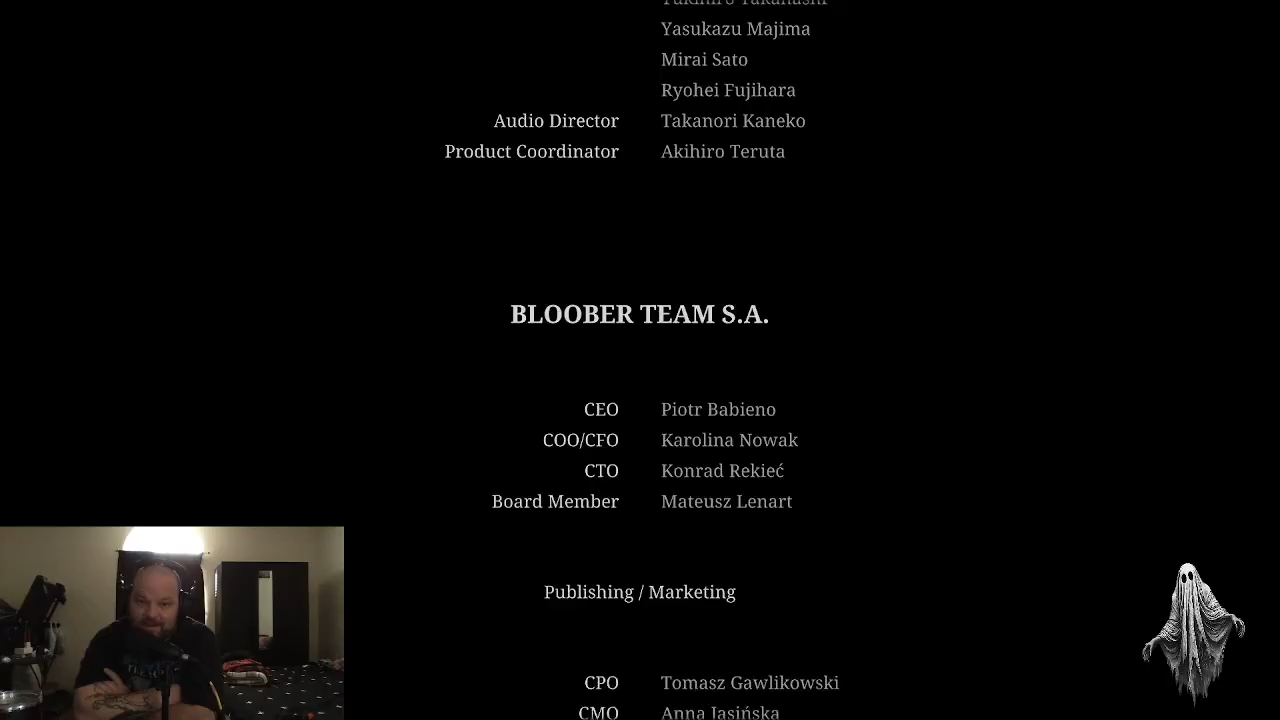 Yukihiro Takahashi
Yasukazu Majima
Mirai Sato
Ryohei Fujihara
Audio Director Takanori Kaneko
Product Coordinator Akihiro Teruta
BLOOBER TEAM S.A.
CEO Piotr Babieno
COO/CFO Karolina Nowak
CTO Konrad Rekieć
Board Member Mateusz Lenart
Publishing / Marketing
CPO Tomasz Gawlikowski
CMO Anna Jasińska